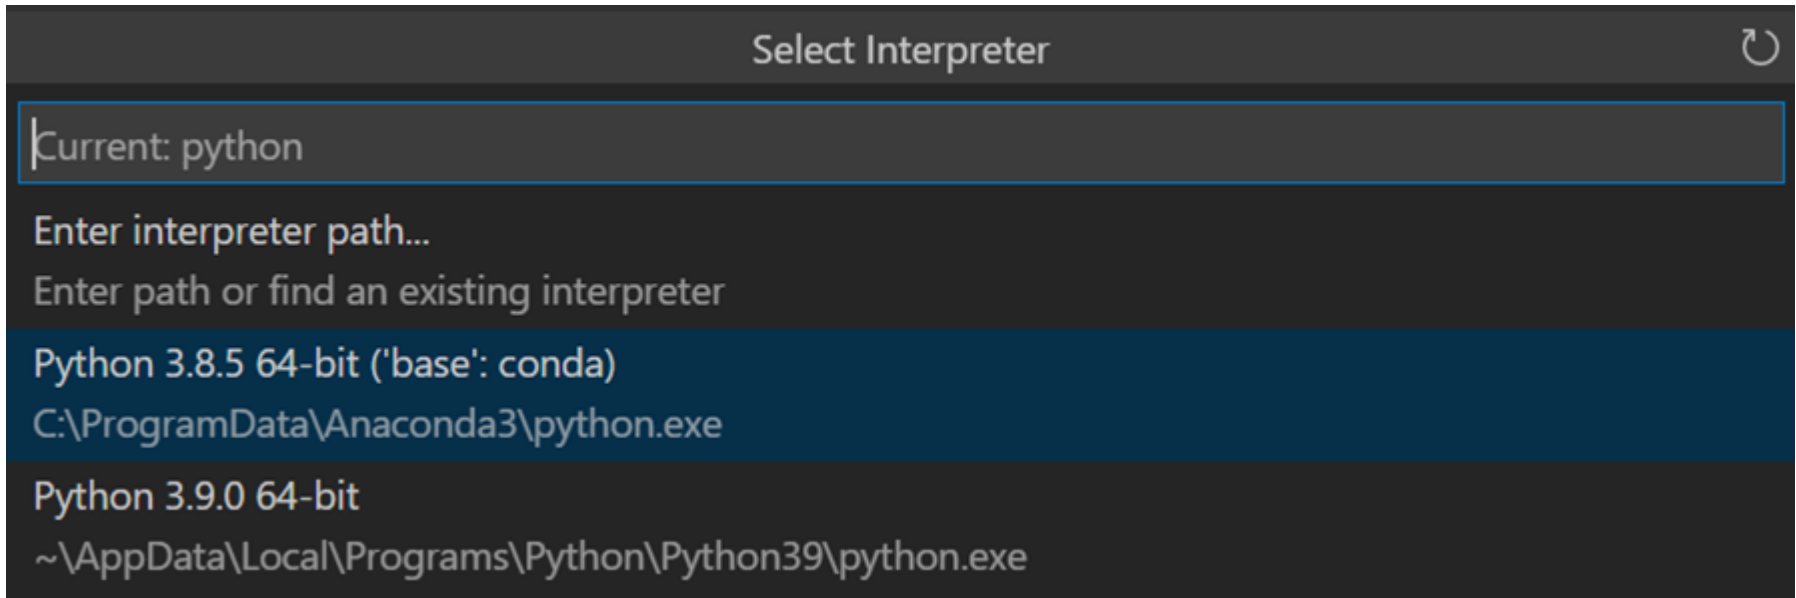 Select Interpreter
Current: python
Enter interpreter path...
Enter path or find an existing interpreter
Python 3.8.5 64-bit ('base': conda)
C:\ProgramData\Anaconda3\python.exe
Python 3.9.0 64-bit
~\AppData\Local\Programs\Python\Python39\python.exe